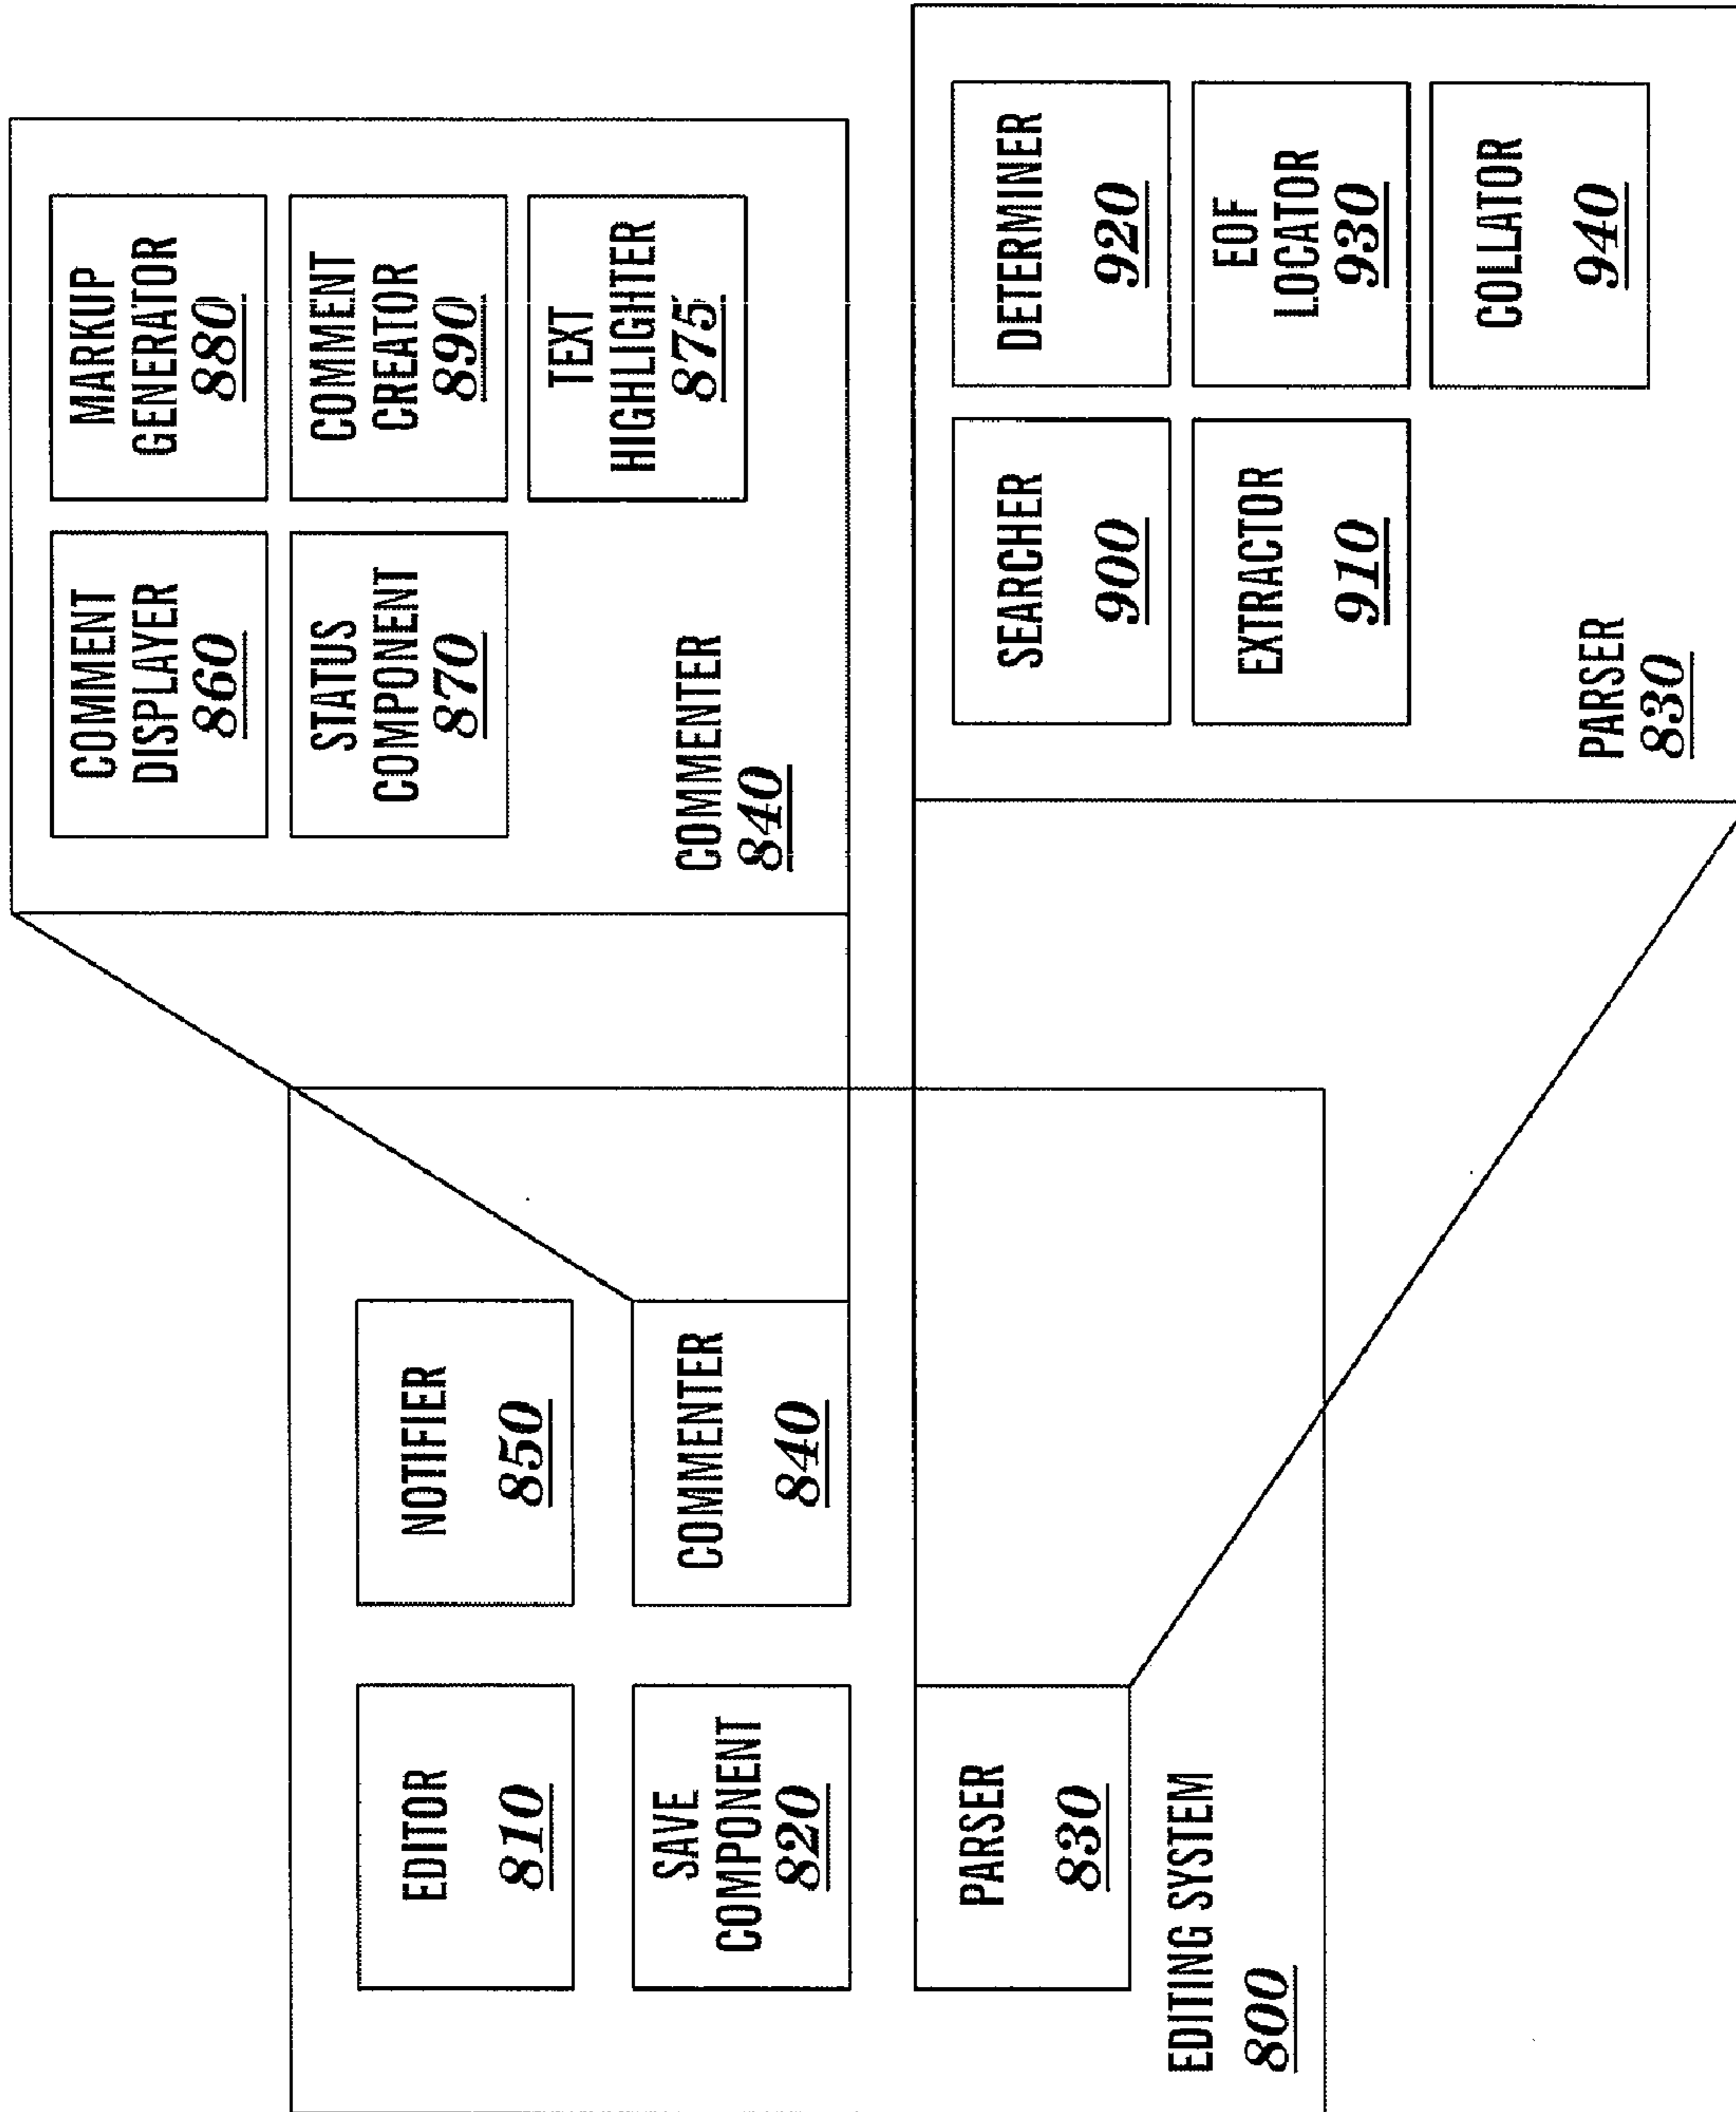 EDITOR
810
NOTIFIER
850
SAVE
COMPONENT
820
COMMENTER
840
PARSER
830
EDITING SYSTEM
800
COMMENT
DISPLAYER
860
MARKUP
GENERATOR
880
STATUS
COMPONENT
870
COMMENT
CREATOR
890
TEXT
HIGHLIGHTER
875
COMMENTER
840
SEARCHER
900
DETERMINER
920
EXTRACTOR
910
EOF
LOCATOR
930
COLLATOR
940
PARSER
830